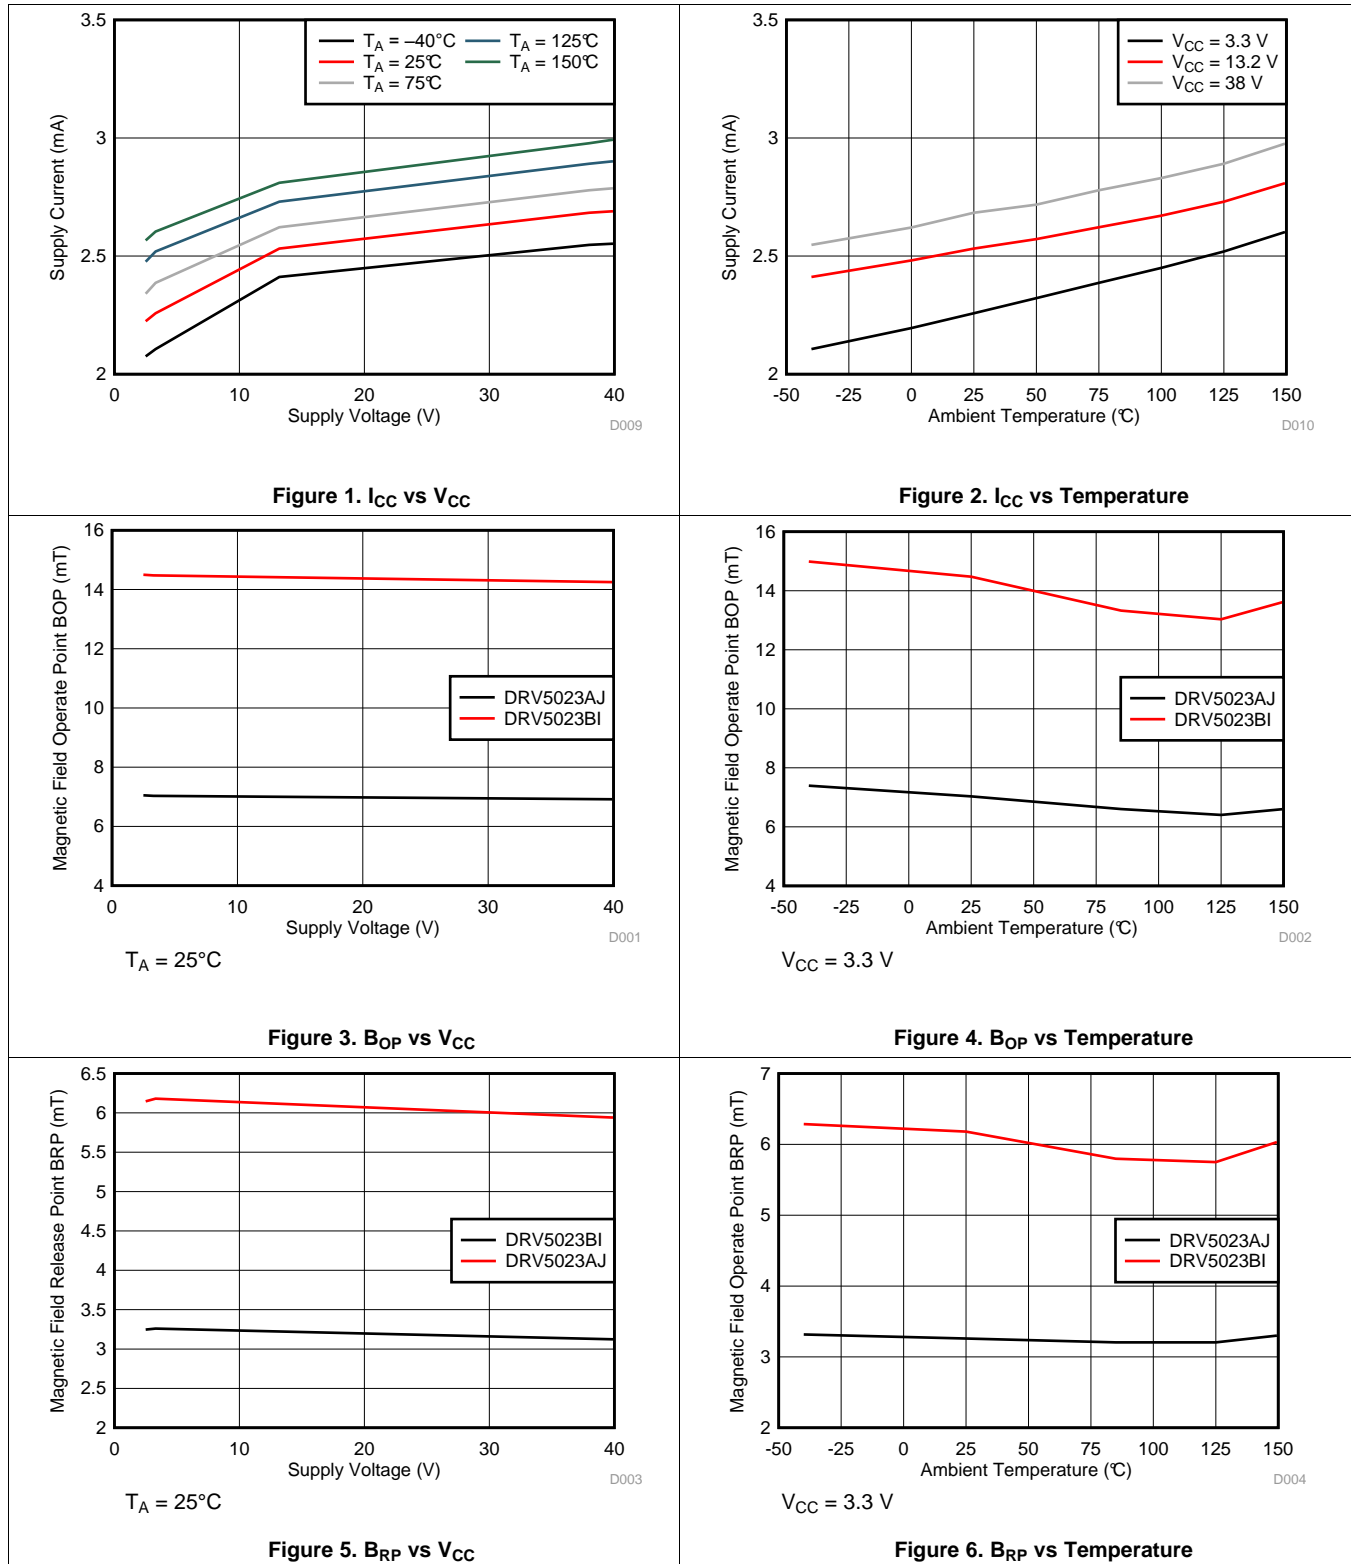 3.5
3
2.5
2
Supply Current (mA)
T_A = –40°C
T_A = 25°C
T_A = 75°C
T_A = 125°C
T_A = 150°C
0 10 20 30 40
Supply Voltage (V)
D009
Figure 1. I_CC vs V_CC
3.5
3
2.5
2
Supply Current (mA)
V_CC = 3.3 V
V_CC = 13.2 V
V_CC = 38 V
-50 -25 0 25 50 75 100 125 150
Ambient Temperature (°C)
D010
Figure 2. I_CC vs Temperature
16
14
12
10
8
6
4
Magnetic Field Operate Point BOP (mT)
DRV5023AJ
DRV5023BI
0 10 20 30 40
Supply Voltage (V)
D001
T_A = 25°C
Figure 3. B_OP vs V_CC
16
14
12
10
8
6
4
Magnetic Field Operate Point BOP (mT)
DRV5023AJ
DRV5023BI
-50 -25 0 25 50 75 100 125 150
Ambient Temperature (°C)
D002
V_CC = 3.3 V
Figure 4. B_OP vs Temperature
6.5
6
5.5
5
4.5
4
3.5
3
2.5
2
Magnetic Field Release Point BRP (mT)
DRV5023BI
DRV5023AJ
0 10 20 30 40
Supply Voltage (V)
D003
T_A = 25°C
Figure 5. B_RP vs V_CC
7
6
5
4
3
2
Magnetic Field Operate Point BRP (mT)
DRV5023AJ
DRV5023BI
-50 -25 0 25 50 75 100 125 150
Ambient Temperature (°C)
D004
V_CC = 3.3 V
Figure 6. B_RP vs Temperature